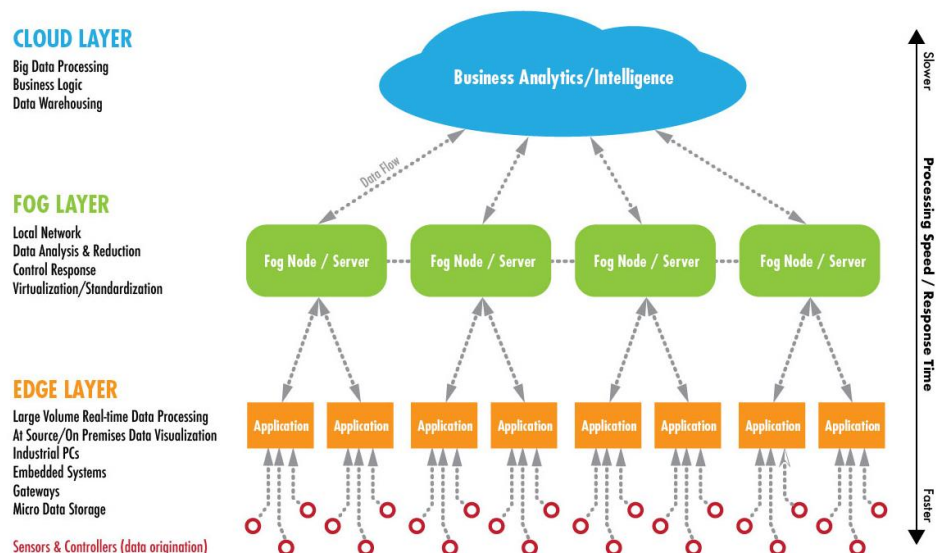 CLOUD LAYER
Big Data Processing
Business Logic
Data Warehousing
Business Analytics/Intelligence
Slower
Data Flow
FOG LAYER
Local Network
Data Analysis & Reduction
Control Response
Virtualization/Standardization
Fog Node / Server
Fog Node / Server
Fog Node / Server
Fog Node / Server
Processing Speed / Response Time
EDGE LAYER
Large Volume Real-time Data Processing
At Source/On Premises Data Visualization
Industrial PCs
Embedded Systems
Gateways
Micro Data Storage
Application
Application
Application
Application
Application
Application
Application
Application
Faster
Sensors & Controllers (data origination)